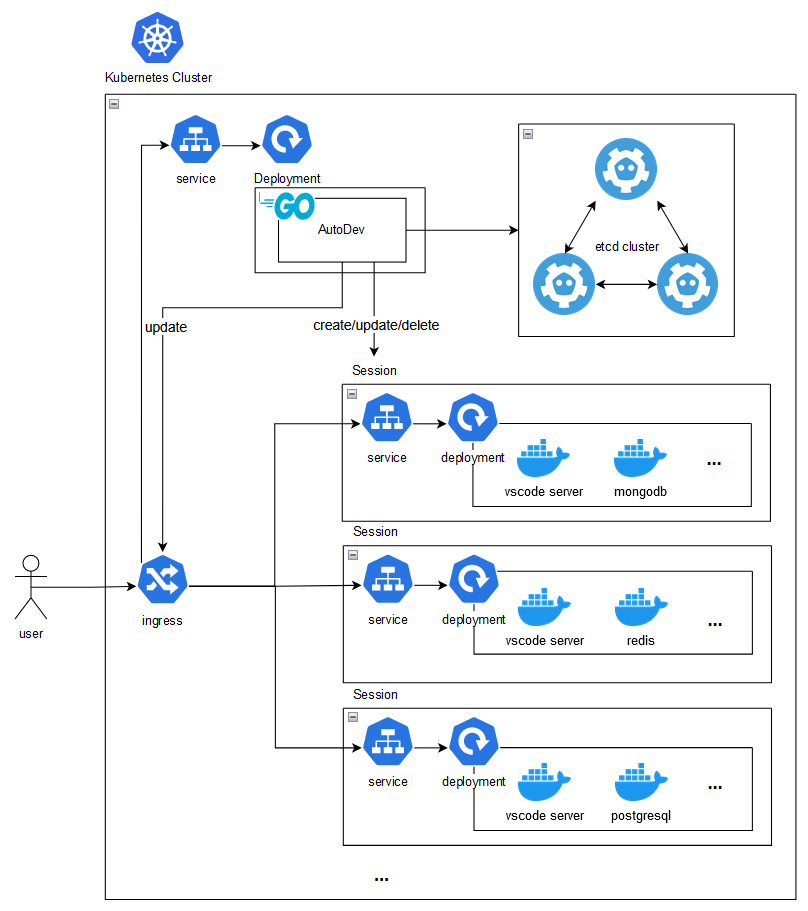 Kubernetes Cluster
service
Deployment
GO
AutoDev
etcd cluster
update
create/update/delete
Session
service
deployment
vscode server
mongodb
...
Session
service
deployment
vscode server
redis
...
user
ingress
Session
service
deployment
vscode server
postgresql
...
...